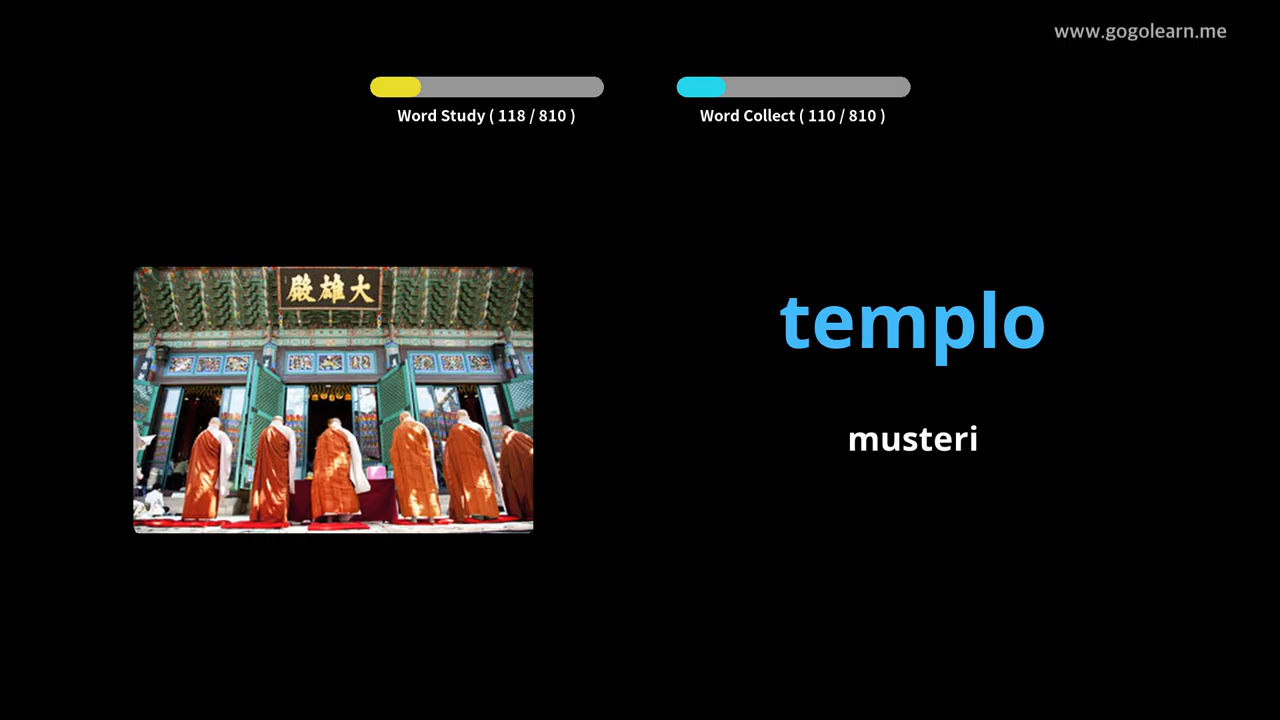 www.gogolearn.me
Word Study ( 118 / 810 )
Word Collect ( 110 / 810 )
殿雄大
templo
musteri